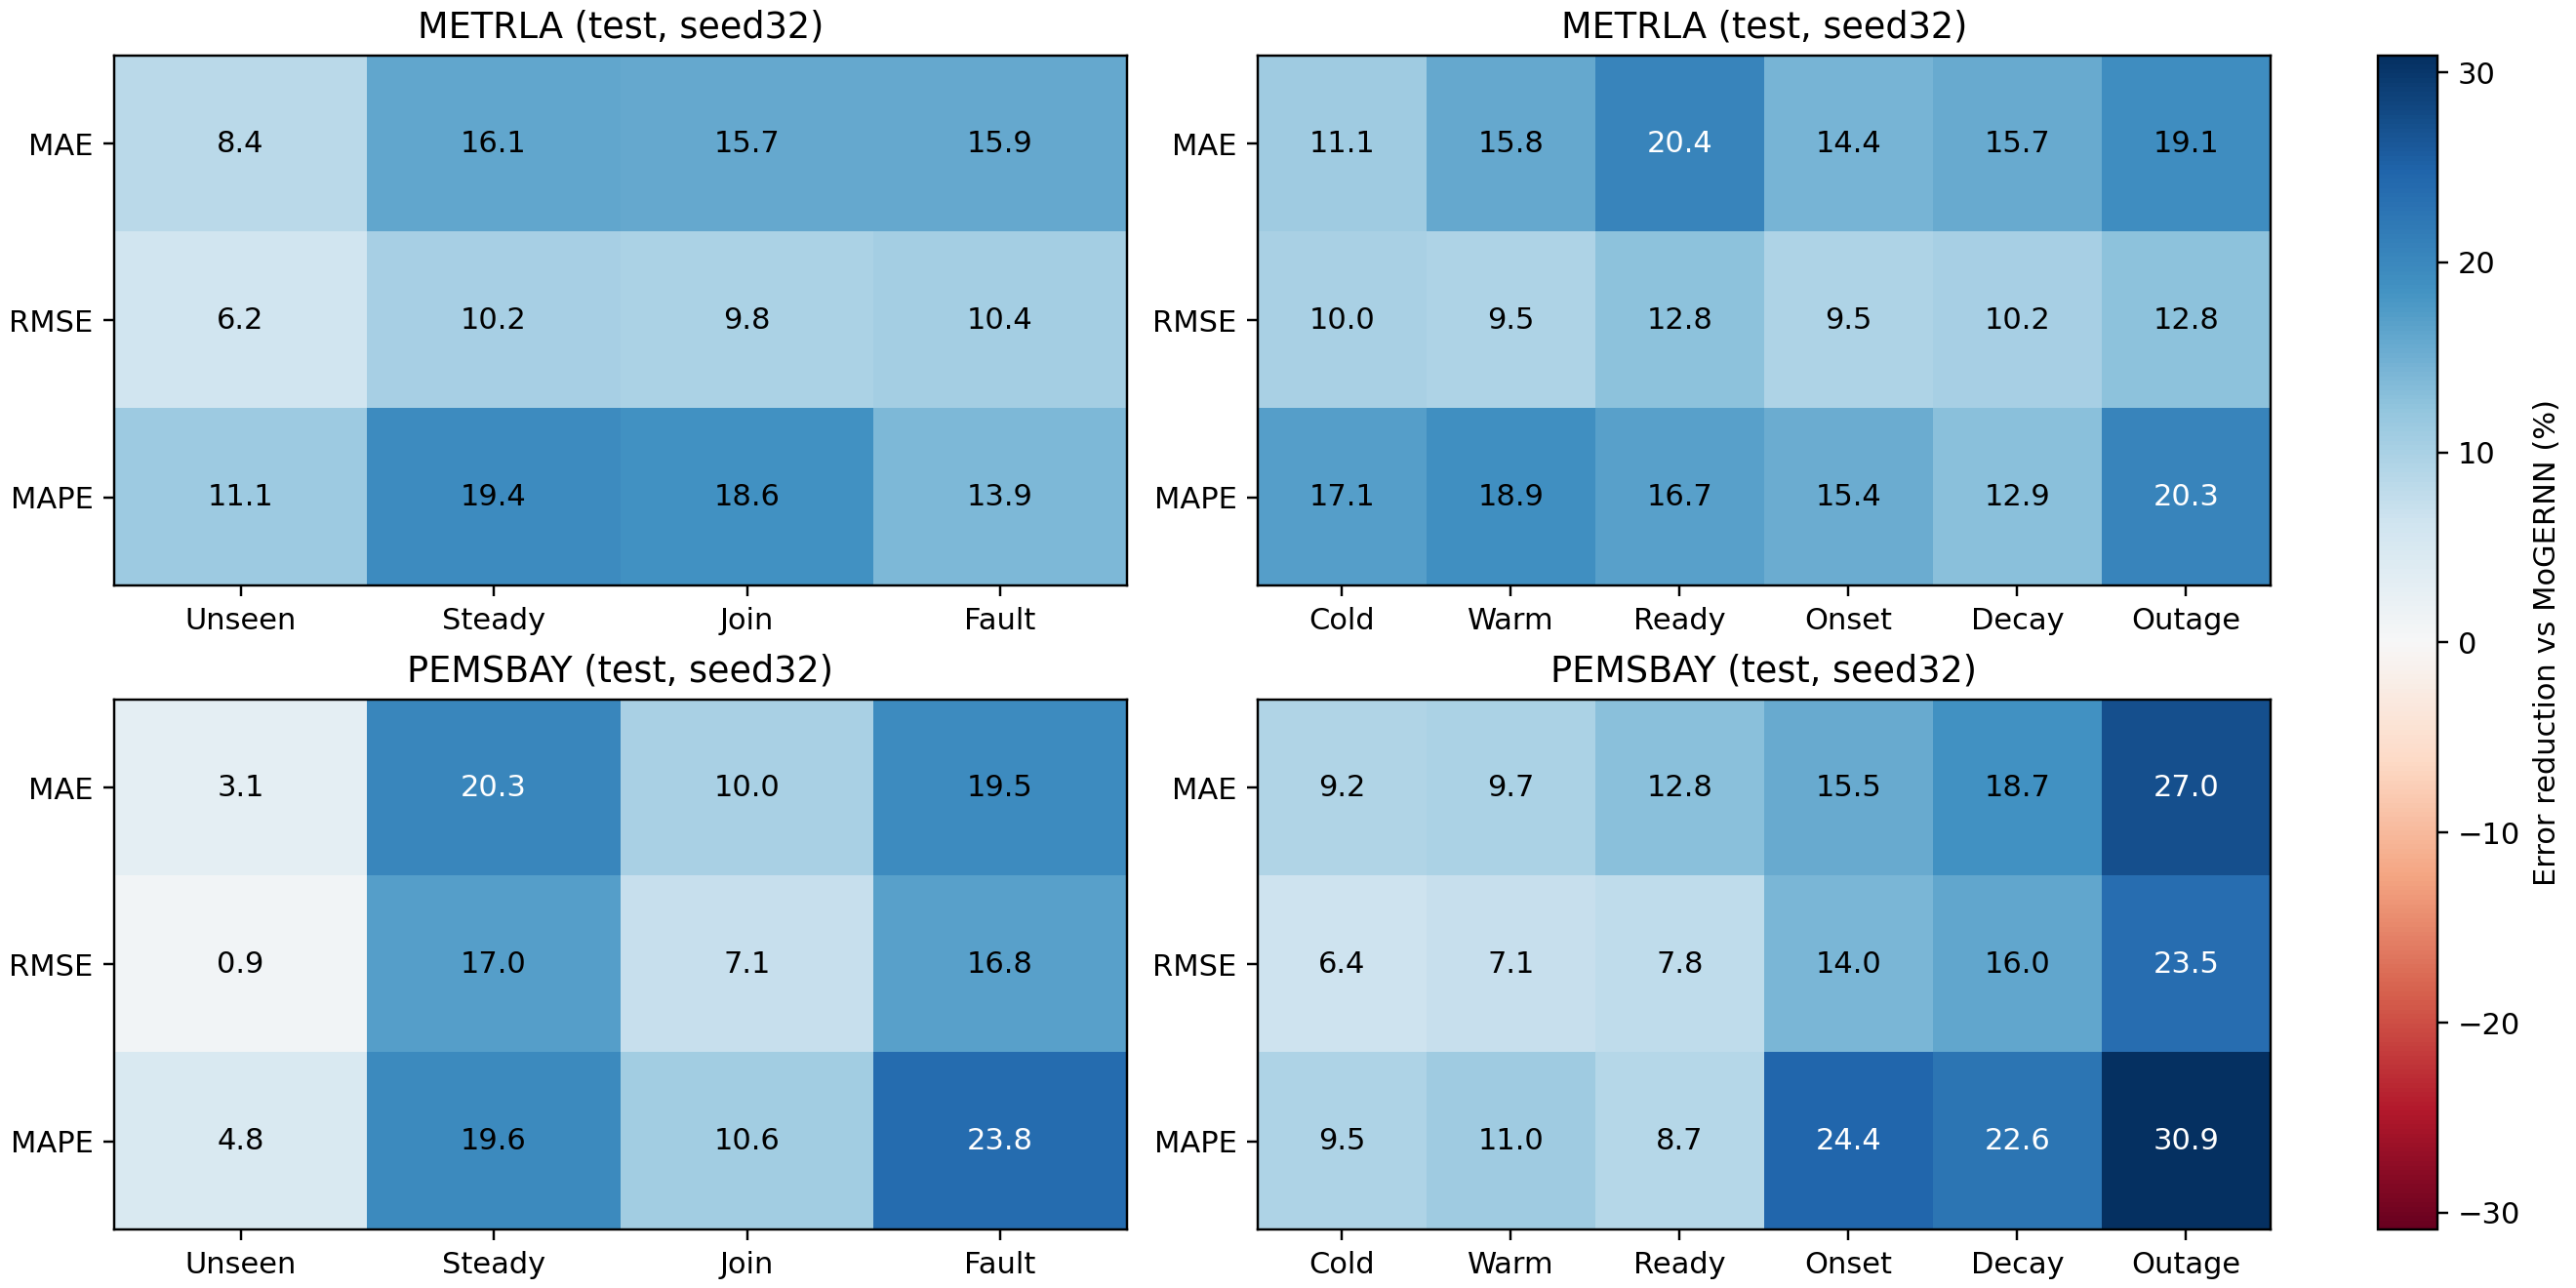 METRLA (test, seed32)
MAE 8.4 16.1 15.7 15.9
RMSE 6.2 10.2 9.8 10.4
MAPE 11.1 19.4 18.6 13.9
Unseen Steady Join Fault
METRLA (test, seed32)
MAE 11.1 15.8 20.4 14.4 15.7 19.1
RMSE 10.0 9.5 12.8 9.5 10.2 12.8
MAPE 17.1 18.9 16.7 15.4 12.9 20.3
Cold Warm Ready Onset Decay Outage
PEMSBAY (test, seed32)
MAE 3.1 20.3 10.0 19.5
RMSE 0.9 17.0 7.1 16.8
MAPE 4.8 19.6 10.6 23.8
Unseen Steady Join Fault
PEMSBAY (test, seed32)
MAE 9.2 9.7 12.8 15.5 18.7 27.0
RMSE 6.4 7.1 7.8 14.0 16.0 23.5
MAPE 9.5 11.0 8.7 24.4 22.6 30.9
Cold Warm Ready Onset Decay Outage
30
20
10
0
−10
−20
−30
Error reduction vs MoGERNN (%)